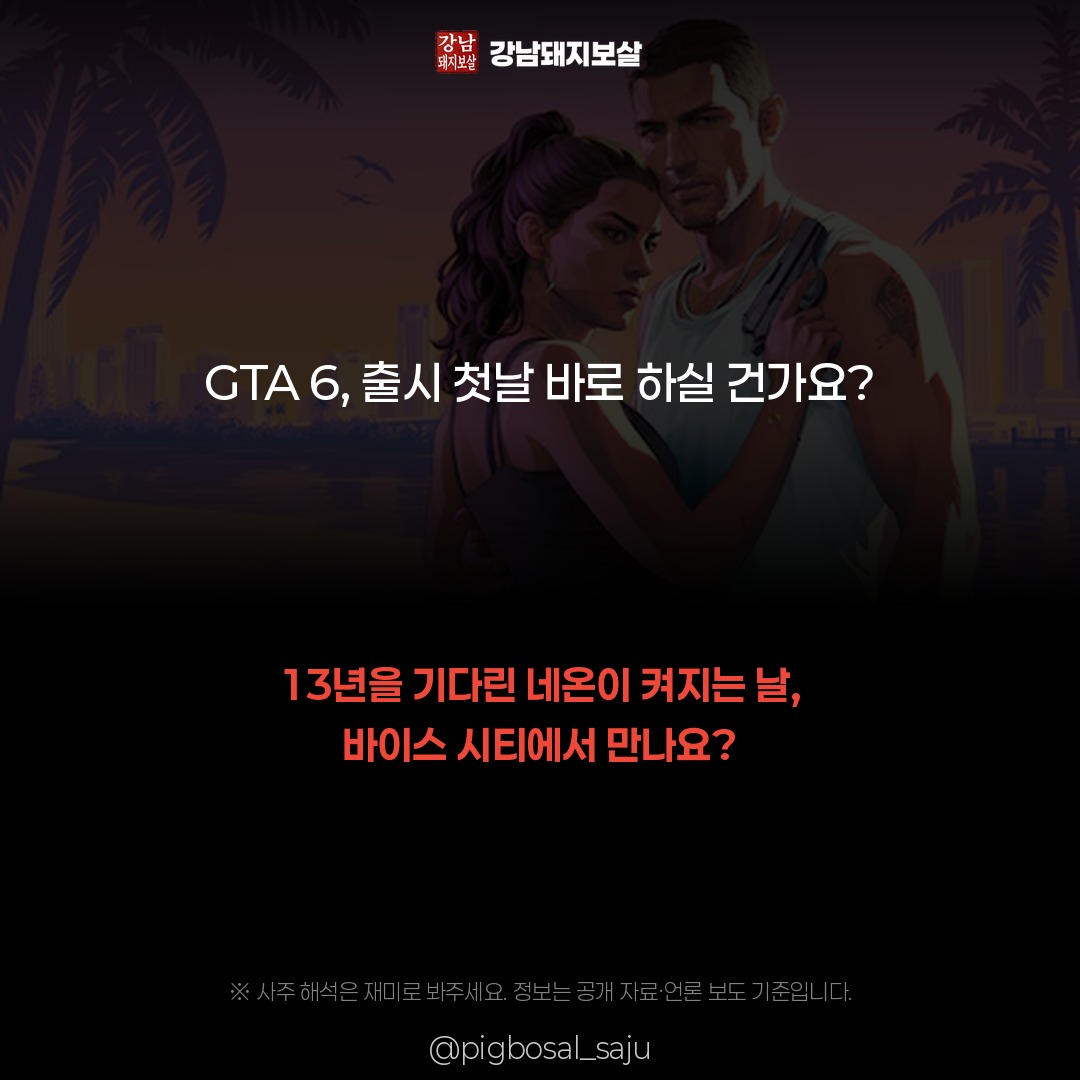 강남
돼지보살
강남돼지보살
GTA 6, 출시 첫날 바로 하실 건가요?
13년을 기다린 네온이 켜지는 날,
바이스 시티에서 만나요?
※ 사주 해석은 재미로 봐주세요. 정보는 공개 자료·언론 보도 기준입니다.
@pigbosal_saju